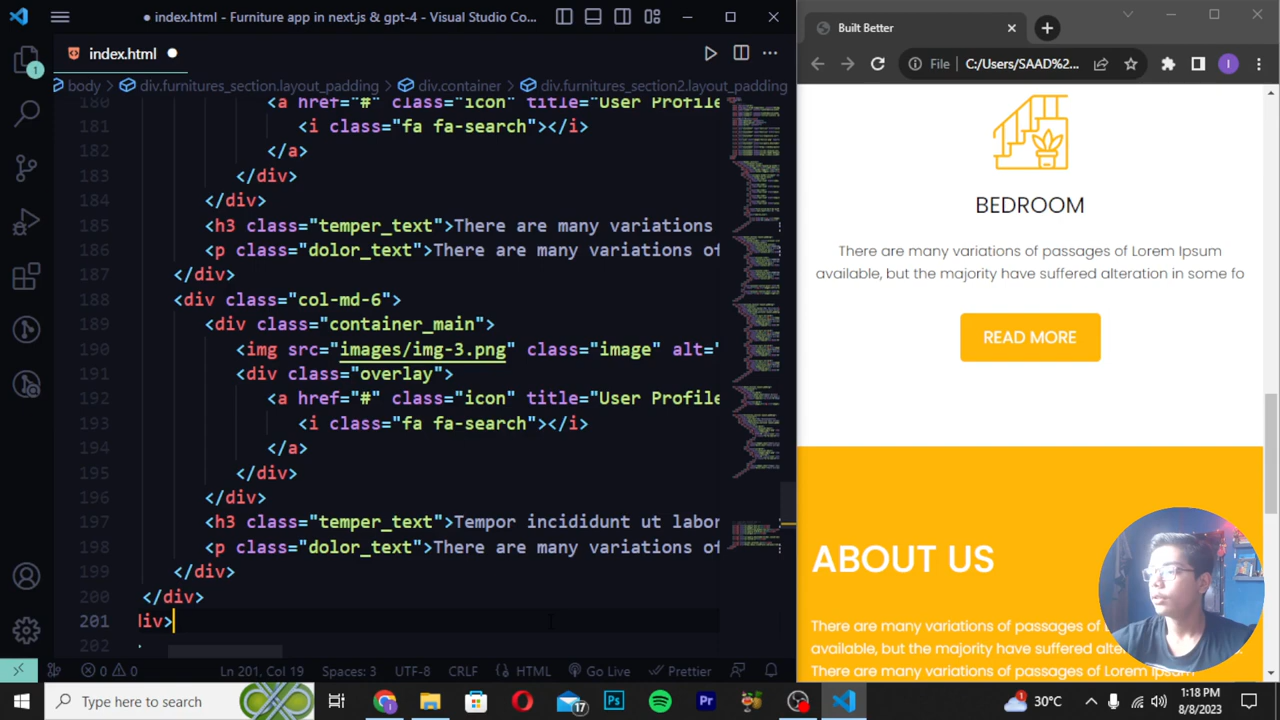 ● index.html - Furniture app in next.js & gpt-4 - Visual Studio Co...
index.html
body > div.furnitures_section.layout_padding > div.container > div.furnitures_section2.layout_padding
180 <a href="#" class="icon" title="User Profile
181 <i class="fa fa-search"></i>
182 </a>
183 </div>
184 </div>
185 <h3 class="temper_text">There are many variations
186 <p class="dolor_text">There are many variations of
187 </div>
188 <div class="col-md-6">
189 <div class="container_main">
190 <img src="images/img-3.png" class="image" alt="
191 <div class="overlay">
192 <a href="#" class="icon" title="User Profile
193 <i class="fa fa-search"></i>
194 </a>
195 </div>
196 </div>
197 <h3 class="temper_text">Tempor incididunt ut labor
198 <p class="dolor_text">There are many variations of
199 </div>
200 </div>
201 div>
202
1
0 0 Ln 201, Col 19 Spaces: 3 UTF-8 CRLF HTML Go Live Prettier
Built Better
File C:/Users/SAAD%2... I
BEDROOM
There are many variations of passages of Lorem Ipsum
available, but the majority have suffered alteration in some fo
READ MORE
ABOUT US
There are many variations of passages of
available, but the majority have suffered alter
There are many variations of passages of Lorem Ipsum
Type here to search
17
Ps
Pr
30°C
1:18 PM
8/8/2023